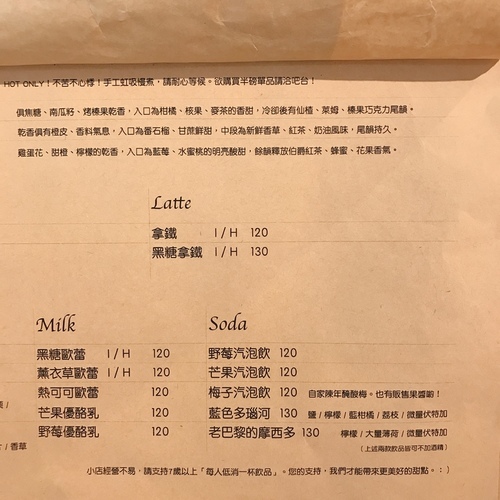 HOT ONLY！不苦不心悸！手工虹吸慢煮，請耐心等候。欲購買半磅單品請洽吧台！
俱焦糖、南瓜籽、烤榛果乾香，入口為柑橘、核果、麥茶的香甜，冷卻後有仙楂、萊姆、榛果巧克力尾韻。
乾香俱有橙皮、香料氣息，入口為番石榴、甘蔗鮮甜，中段為新鮮香草、紅茶、奶油風味，尾韻持久。
雞蛋花、甜橙、檸檬的乾香，入口為藍莓、水蜜桃的明亮酸甜，餘韻釋放伯爵紅茶、蜂蜜、花果香氣。
Latte
拿鐵 I / H 120
黑糖拿鐵 I / H 130
Milk
黑糖歐蕾 I / H 120
薰衣草歐蕾 I / H 120
熱可可歐蕾 120
芒果優酪乳 120
野莓優酪乳 120
Soda
野莓汽泡飲 120
芒果汽泡飲 120
梅子汽泡飲 120 自家陳年醃酸梅。也有販售果醬喲！
藍色多瑙河 130 鹽 / 檸檬 / 藍柑橘 / 荔枝 / 微量伏特加
老巴黎的摩西多 130 檸檬 / 大量薄荷 / 微量伏特加
（上述兩款飲品皆可不加酒精）
/ 香草
小店經營不易，請支持7歲以上「每人低消一杯飲品」。您的支持，我們才能帶來更美好的甜點。：）